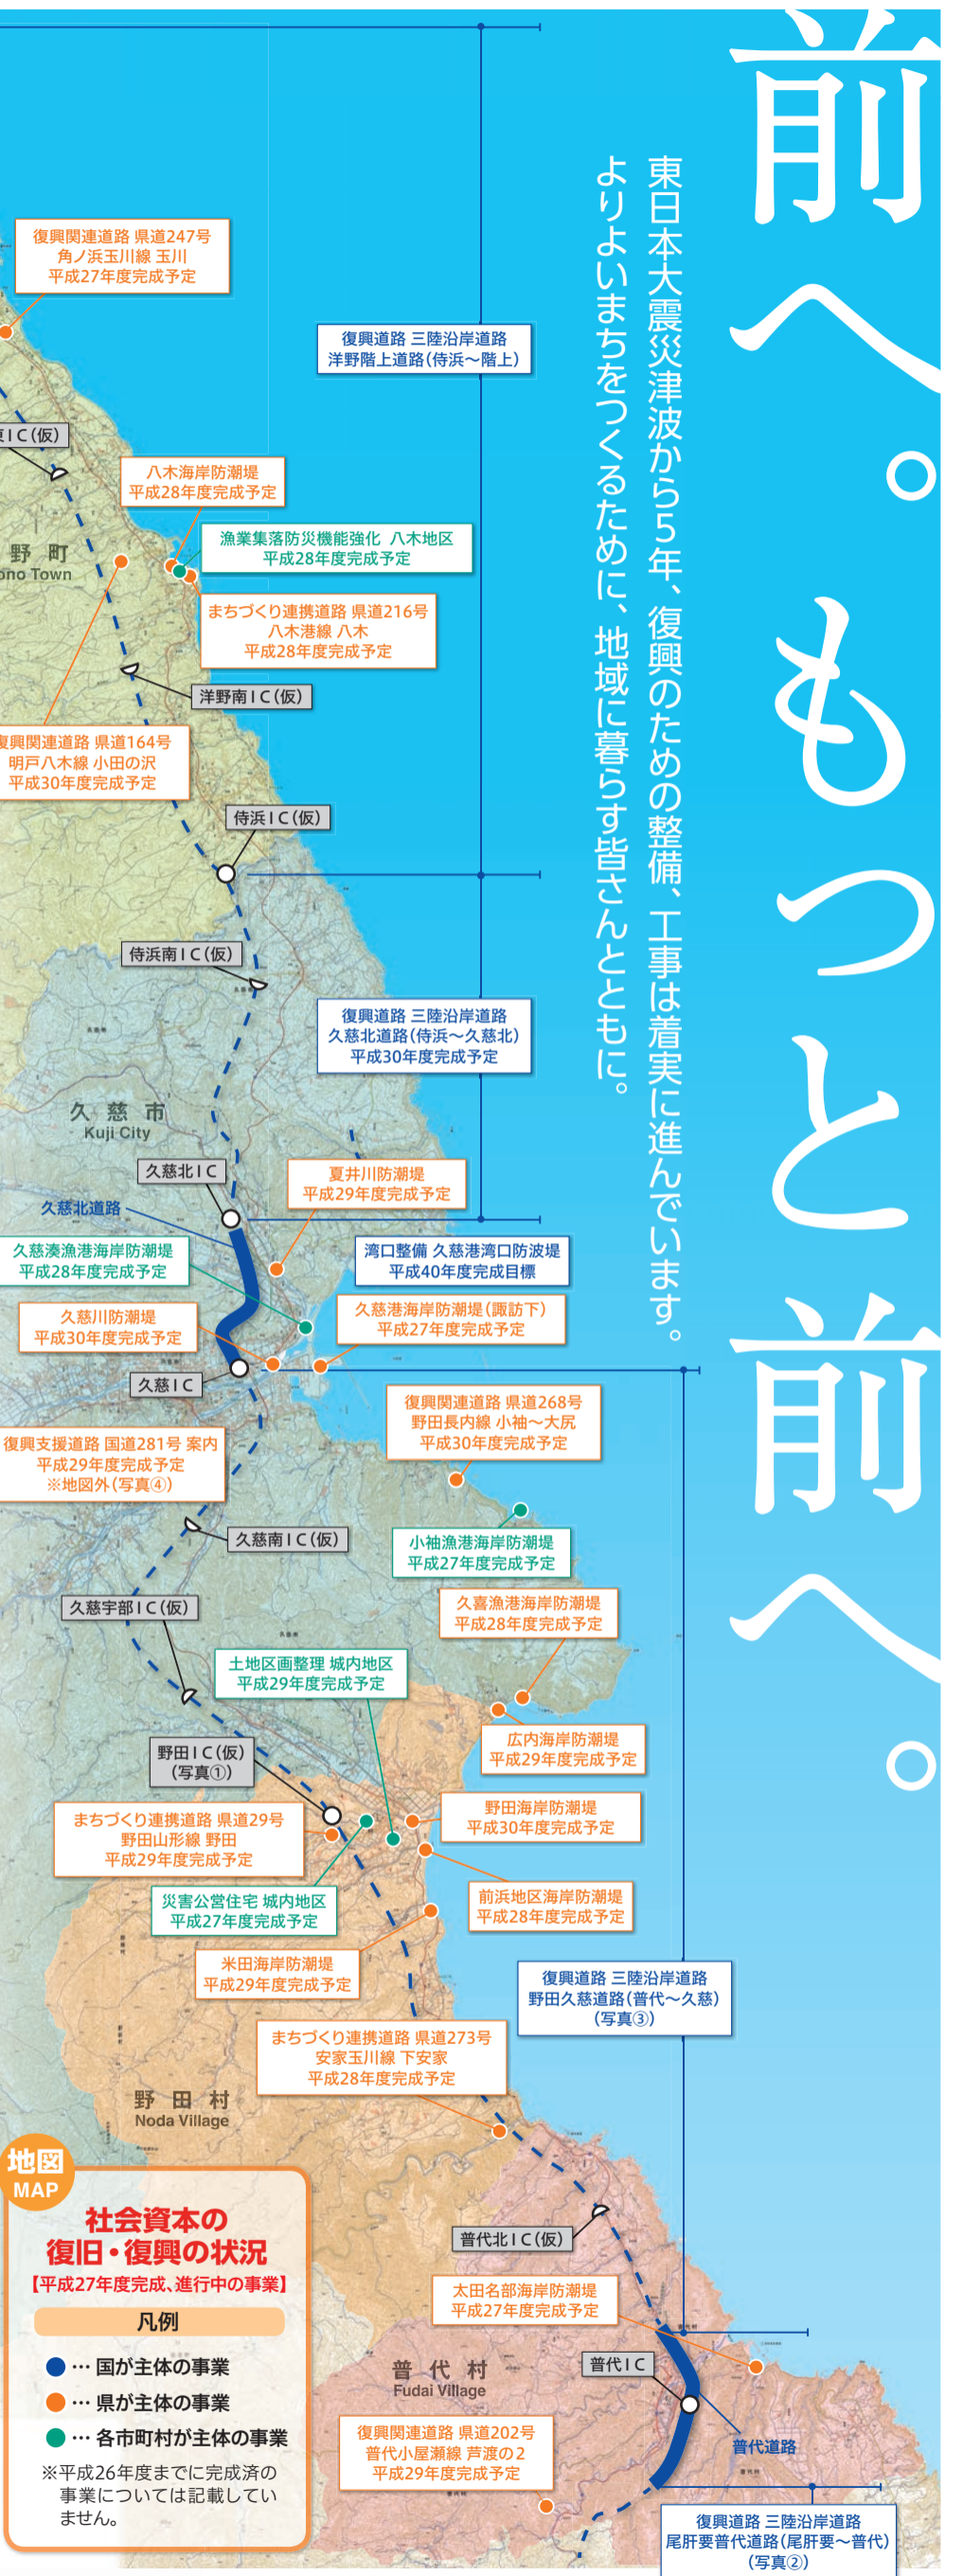 前へ。もっと前へ。
東日本大震災津波から5年、復興のための整備、工事は着実に進んでいます。
よりよいまちをつくるために、地域に暮らす皆さんとともに。
復興関連道路 県道247号
角ノ浜玉川線 玉川
平成27年度完成予定
復興道路 三陸沿岸道路
洋野階上道路(侍浜〜階上)
東IC(仮)
八木海岸防潮堤
平成28年度完成予定
漁業集落防災機能強化 八木地区
平成28年度完成予定
野町
ono Town
まちづくり連携道路 県道216号
八木港線 八木
平成28年度完成予定
洋野南IC(仮)
復興関連道路 県道164号
明戸八木線 小田の沢
平成30年度完成予定
侍浜IC(仮)
侍浜南IC(仮)
復興道路 三陸沿岸道路
久慈北道路(侍浜〜久慈北)
平成30年度完成予定
久慈市
Kuji City
久慈北IC
夏井川防潮堤
平成29年度完成予定
久慈北道路
久慈湊漁港海岸防潮堤
平成28年度完成予定
湾口整備 久慈港湾口防波堤
平成40年度完成目標
久慈川防潮堤
平成30年度完成予定
久慈港海岸防潮堤(諏訪下)
平成27年度完成予定
久慈IC
復興関連道路 県道268号
野田長内線 小袖〜大尻
平成30年度完成予定
復興支援道路 国道281号 案内
平成29年度完成予定
※地図外(写真④)
久慈南IC(仮)
小袖漁港海岸防潮堤
平成27年度完成予定
久慈宇部IC(仮)
久喜漁港海岸防潮堤
平成28年度完成予定
土地区画整理 城内地区
平成29年度完成予定
広内海岸防潮堤
平成29年度完成予定
野田IC(仮)
(写真①)
野田海岸防潮堤
平成30年度完成予定
まちづくり連携道路 県道29号
野田山形線 野田
平成29年度完成予定
災害公営住宅 城内地区
平成27年度完成予定
前浜地区海岸防潮堤
平成28年度完成予定
米田海岸防潮堤
平成29年度完成予定
復興道路 三陸沿岸道路
野田久慈道路(普代〜久慈)
(写真③)
まちづくり連携道路 県道273号
安家玉川線 下安家
平成28年度完成予定
野田村
Noda Village
地図
MAP
社会資本の
復旧・復興の状況
【平成27年度完成、進行中の事業】
凡例
… 国が主体の事業
… 県が主体の事業
… 各市町村が主体の事業
※平成26年度までに完成済の
事業については記載してい
ません。
普代北IC(仮)
太田名部海岸防潮堤
平成27年度完成予定
普代IC
普代村
Fudai Village
普代道路
復興関連道路 県道202号
普代小屋瀬線 芦渡の2
平成29年度完成予定
復興道路 三陸沿岸道路
尾肝要普代道路(尾肝要〜普代)
(写真②)